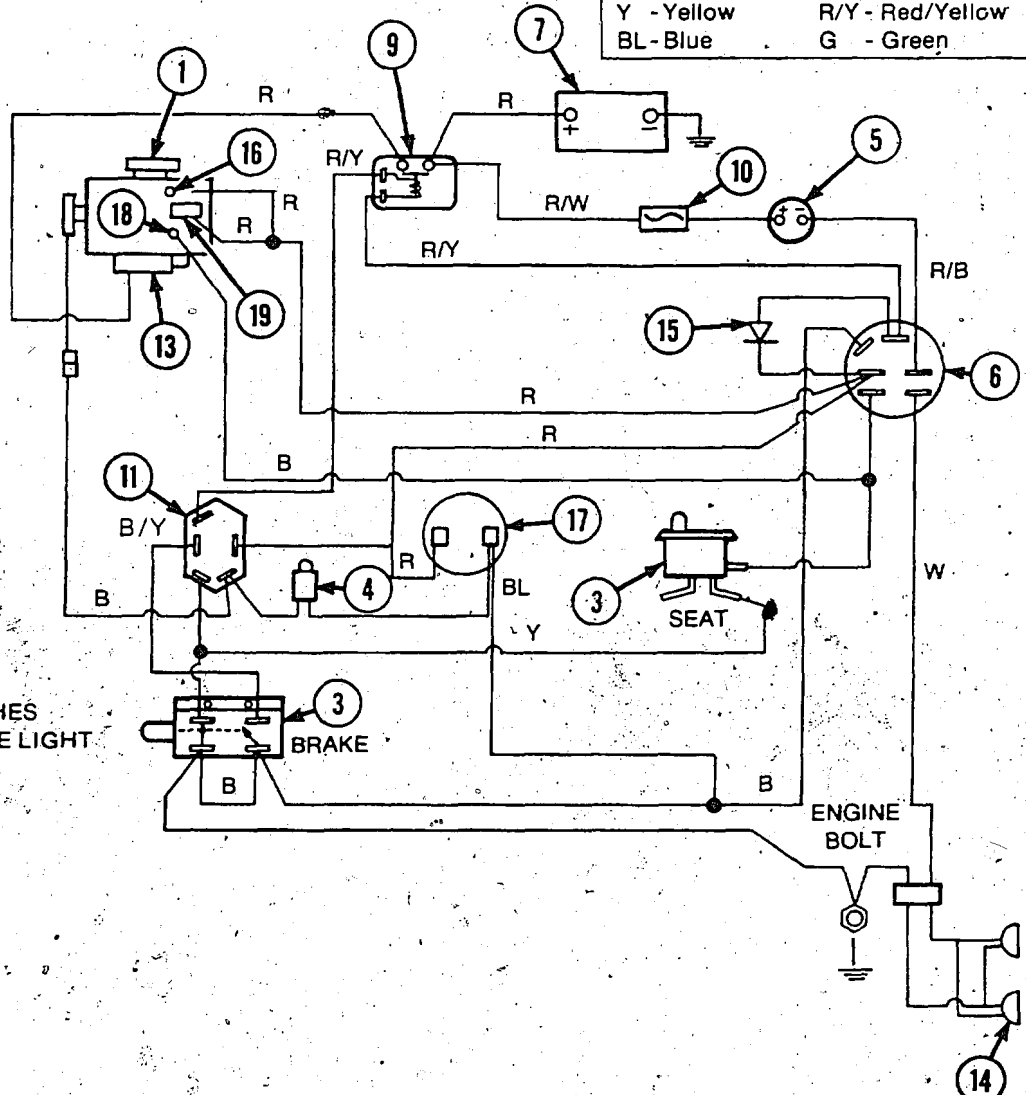 Y - Yellow R/Y - Red/Yellow
BL - Blue G - Green
7
9
1
R
R
16
R/Y
5
10
R
18
R/W
R
R/Y
R/B
19
15
13
6
R
R
B
11
17
B/Y
R
4
BL
W
3
B
SEAT
Y
3
HES
E LIGHT
BRAKE
B
B
ENGINE
BOLT
14
+
−
+
−